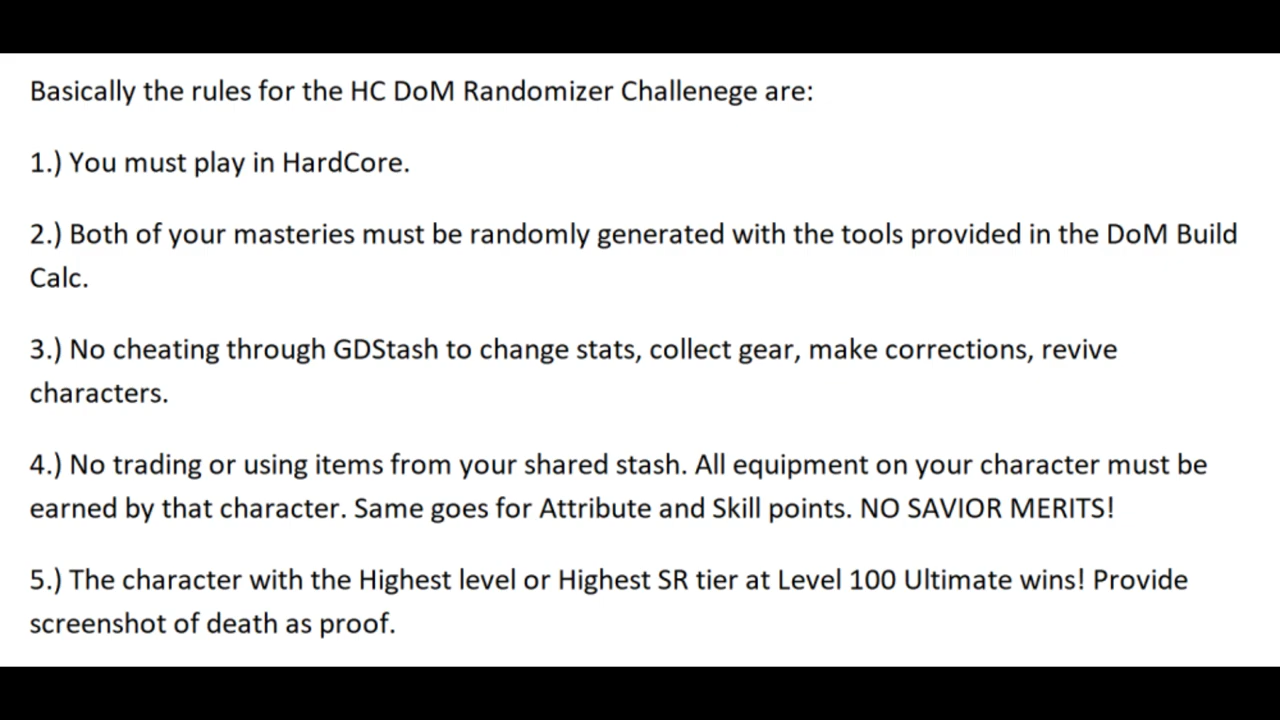 Basically the rules for the HC DoM Randomizer Challenege are:
1.) You must play in HardCore.
2.) Both of your masteries must be randomly generated with the tools provided in the DoM Build
Calc.
3.) No cheating through GDStash to change stats, collect gear, make corrections, revive
characters.
4.) No trading or using items from your shared stash. All equipment on your character must be
earned by that character. Same goes for Attribute and Skill points. NO SAVIOR MERITS!
5.) The character with the Highest level or Highest SR tier at Level 100 Ultimate wins! Provide
screenshot of death as proof.